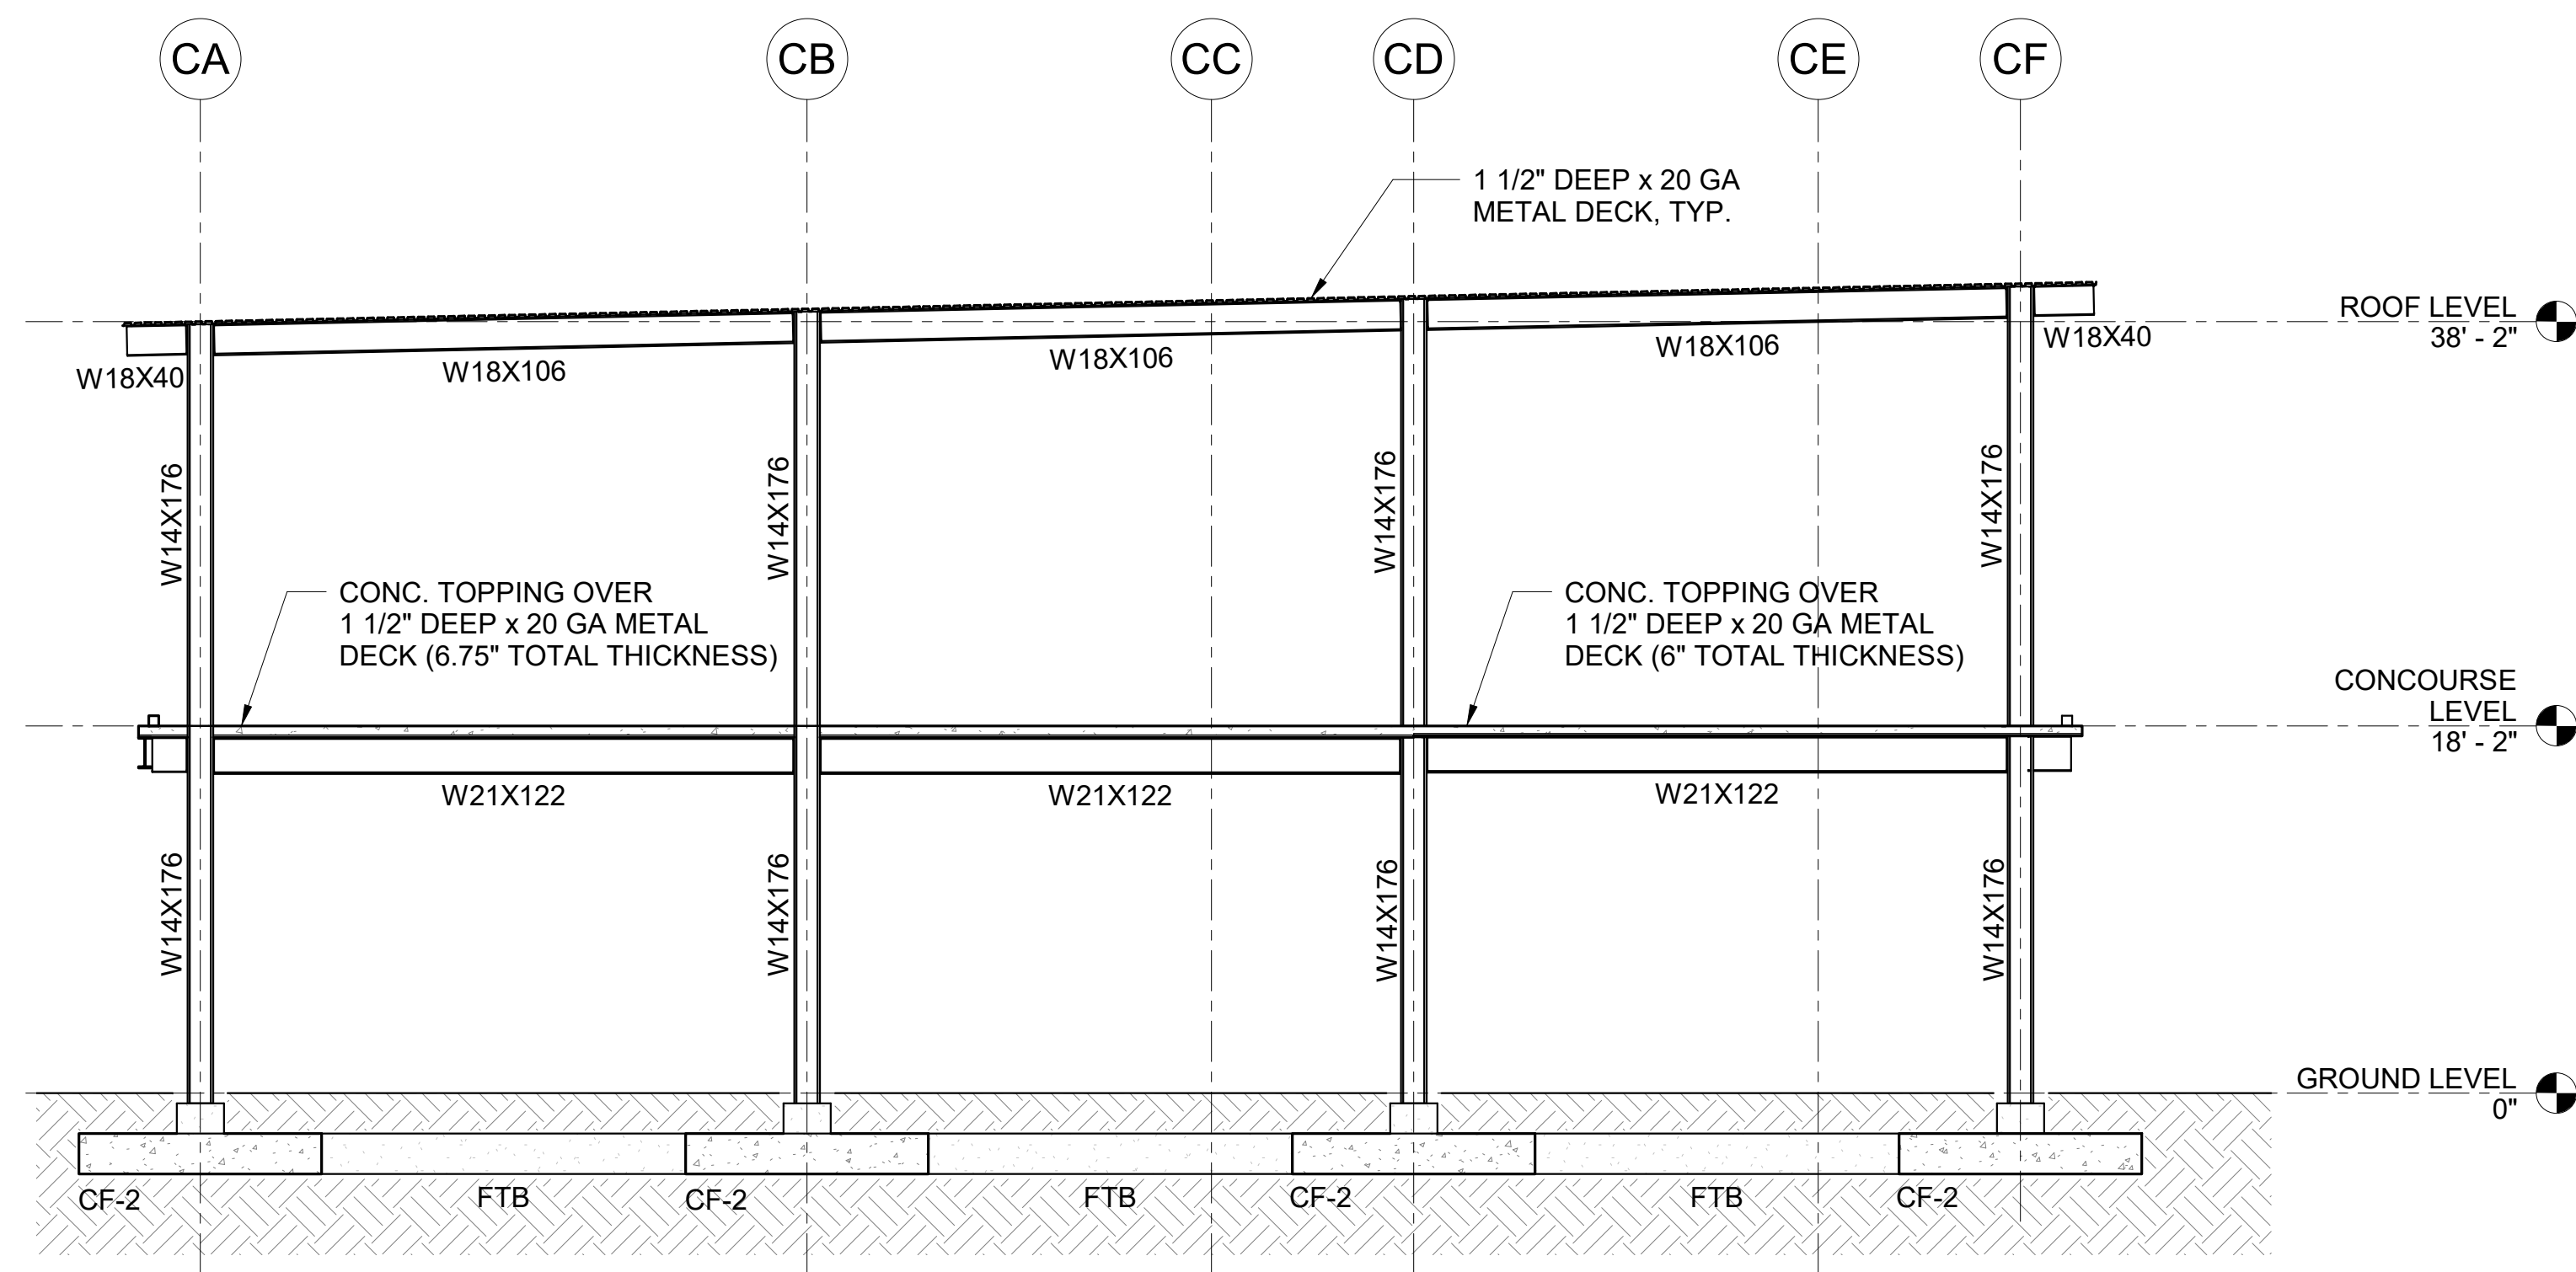 CA
CB
CC
CD
CE
CF
1 1/2" DEEP x 20 GA
METAL DECK, TYP.
ROOF LEVEL
38' - 2"
W18X40
W18X106
W18X106
W18X106
W18X40
W14X176
W14X176
W14X176
W14X176
CONC. TOPPING OVER
1 1/2" DEEP x 20 GA METAL
DECK (6.75" TOTAL THICKNESS)
CONC. TOPPING OVER
1 1/2" DEEP x 20 GA METAL
DECK (6" TOTAL THICKNESS)
CONCOURSE
LEVEL
18' - 2"
W21X122
W21X122
W21X122
W14X176
W14X176
W14X176
W14X176
GROUND LEVEL
0"
CF-2
FTB
CF-2
FTB
CF-2
FTB
CF-2